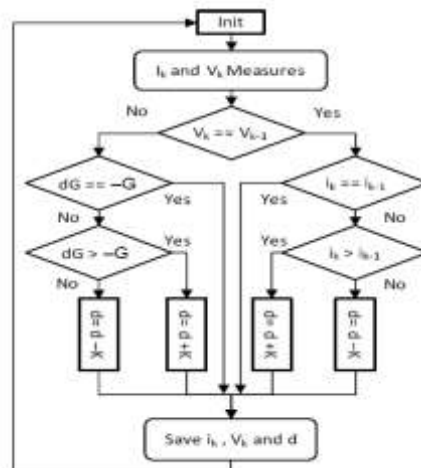 Init
Iₖ and Vₖ Measures
No
Yes
Vₖ == Vₖ₋₁
dG == –G
iₖ == iₖ₋₁
Yes
Yes
No
No
dG > –G
Yes
Yes
iₖ > iₖ₋₁
No
No
d= d –K
d= d +K
d= d +K
d= d –K
Save iₖ , Vₖ and d